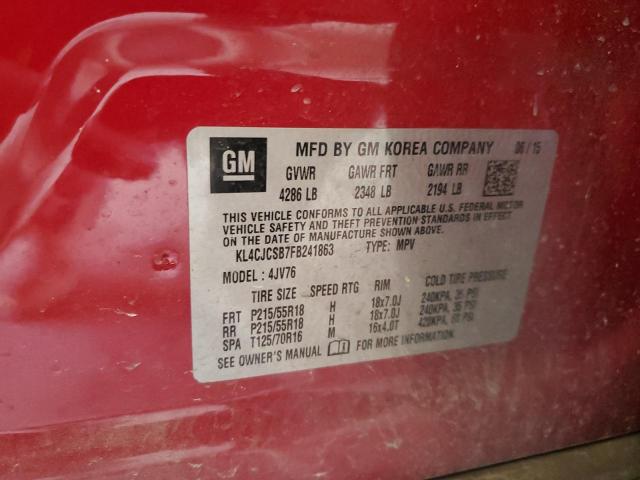 GM
MFD BY GM KOREA COMPANY 06 / 15
GVWR GAWR FRT GAWR RR
4286 LB 2348 LB 2194 LB
THIS VEHICLE CONFORMS TO ALL APPLICABLE U.S. FEDERAL MOTOR
VEHICLE SAFETY AND THEFT PREVENTION STANDARDS IN EFFECT
ON THE DATE OF MANUFACTURE SHOWN ABOVE.
KL4CJCSB7FB241863 TYPE: MPV
MODEL : 4JV76
TIRE SIZE SPEED RTG RIM COLD TIRE PRESSURE
FRT P215/55R18 H 18x7.0J 240KPA, 35 PSI
RR P215/55R18 H 18x7.0J 240KPA, 35 PSI
SPA T125/70R16 M 16x4.0T 420KPA, PSI
SEE OWNER'S MANUAL FOR MORE INFORMATION